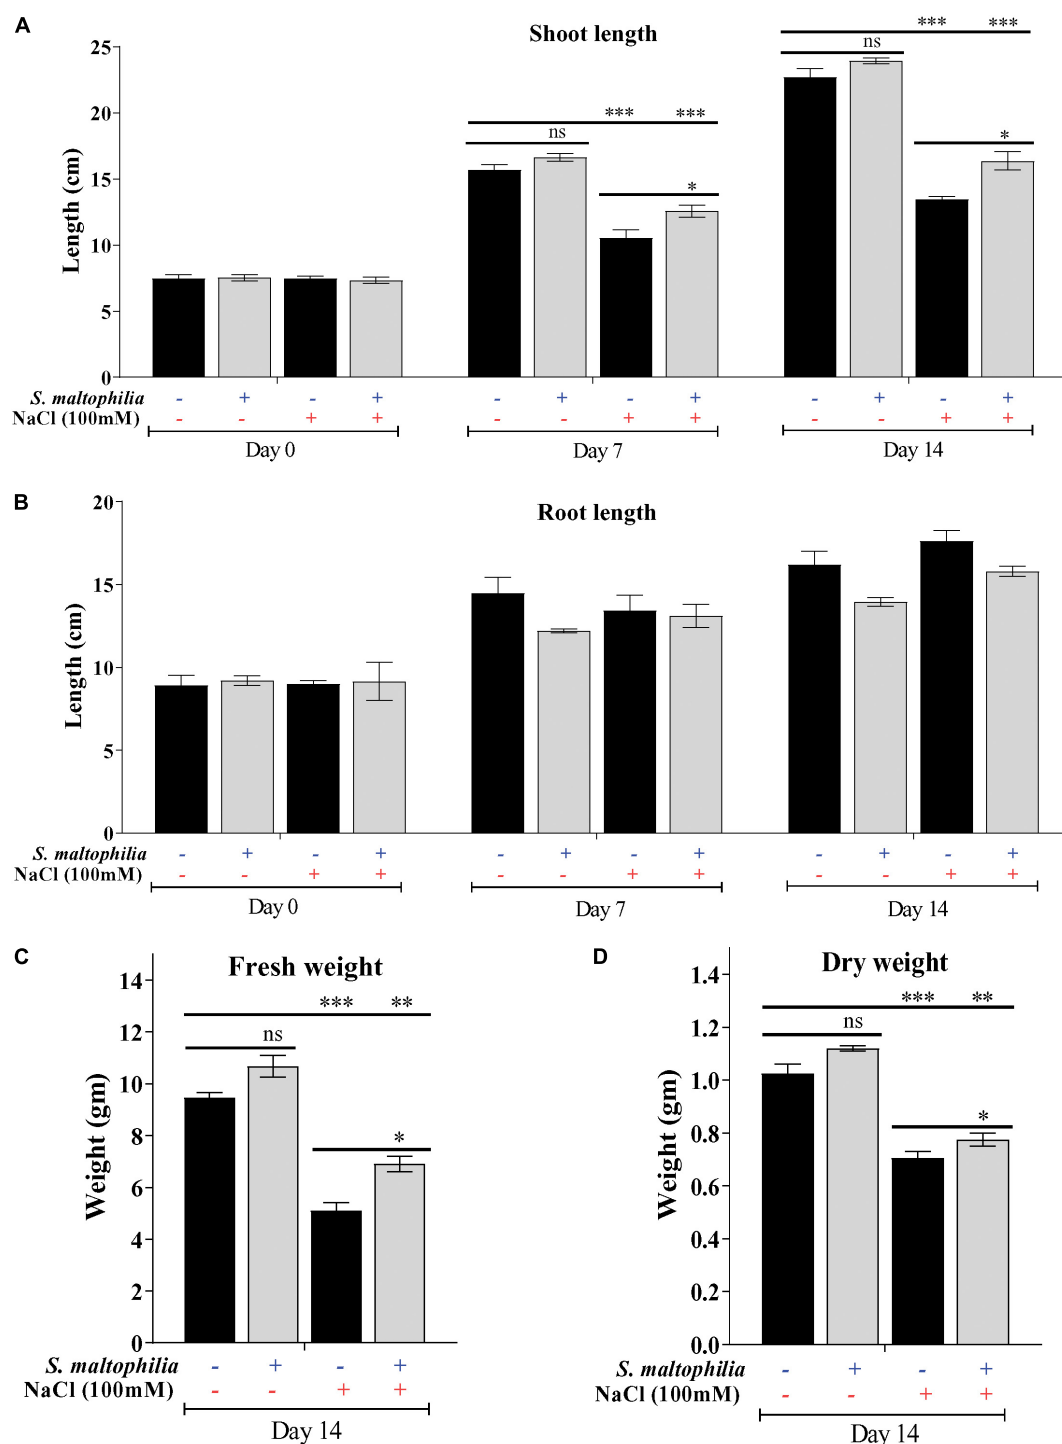 A
Shoot length
*** ***
ns
*** ***
ns
*
*
25
20
15
10
5
0
Length (cm)
S. maltophilia - + - + - + - + - + - +
NaCl (100mM) - - + + - - + + - - + +
Day 0 Day 7 Day 14
B
Root length
20
15
10
5
0
Length (cm)
S. maltophilia - + - + - + - + - + - +
NaCl (100mM) - - + + - - + + - - + +
Day 0 Day 7 Day 14
C
Fresh weight
*** **
ns
*
14
12
10
8
6
4
2
0
Weight (gm)
S. maltophilia - + - +
NaCl (100mM) - - + +
Day 14
D
Dry weight
*** **
ns
*
1.4
1.2
1.0
0.8
0.6
0.4
0.2
0.0
Weight (gm)
S. maltophilia - + - +
NaCl (100mM) - - + +
Day 14